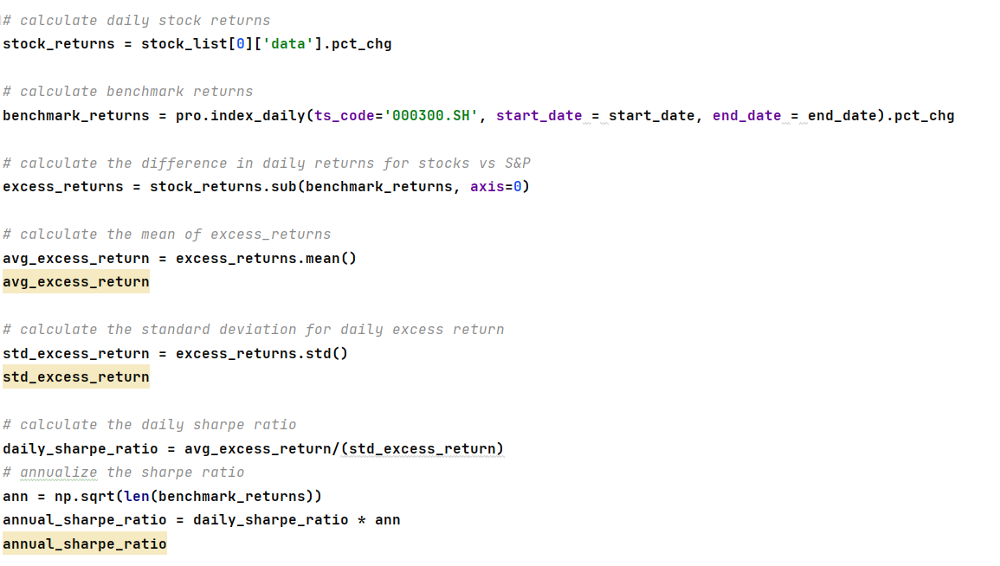 # calculate daily stock returns
stock_returns = stock_list[0]['data'].pct_chg
# calculate benchmark returns
benchmark_returns = pro.index_daily(ts_code='000300.SH', start_date = start_date, end_date = end_date).pct_chg
# calculate the difference in daily returns for stocks vs S&P
excess_returns = stock_returns.sub(benchmark_returns, axis=0)
# calculate the mean of excess_returns
avg_excess_return = excess_returns.mean()
avg_excess_return
# calculate the standard deviation for daily excess return
std_excess_return = excess_returns.std()
std_excess_return
# calculate the daily sharpe ratio
daily_sharpe_ratio = avg_excess_return/(std_excess_return)
# annualize the sharpe ratio
ann = np.sqrt(len(benchmark_returns))
annual_sharpe_ratio = daily_sharpe_ratio * ann
annual_sharpe_ratio